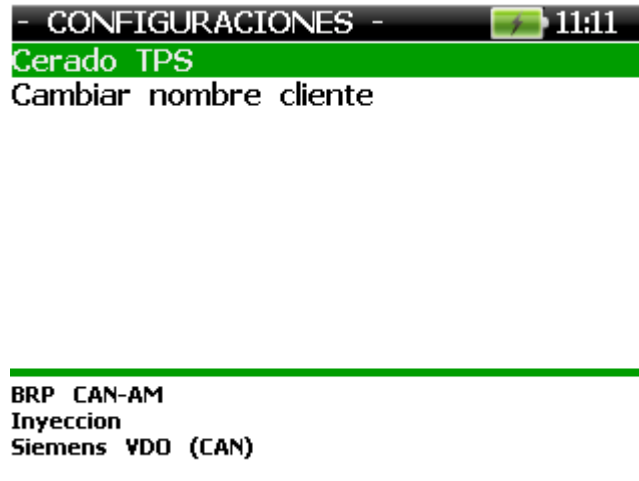 - CONFIGURACIONES -
11:11
Cerado TPS
Cambiar nombre cliente
BRP CAN-AM
Inyeccion
Siemens VDO (CAN)